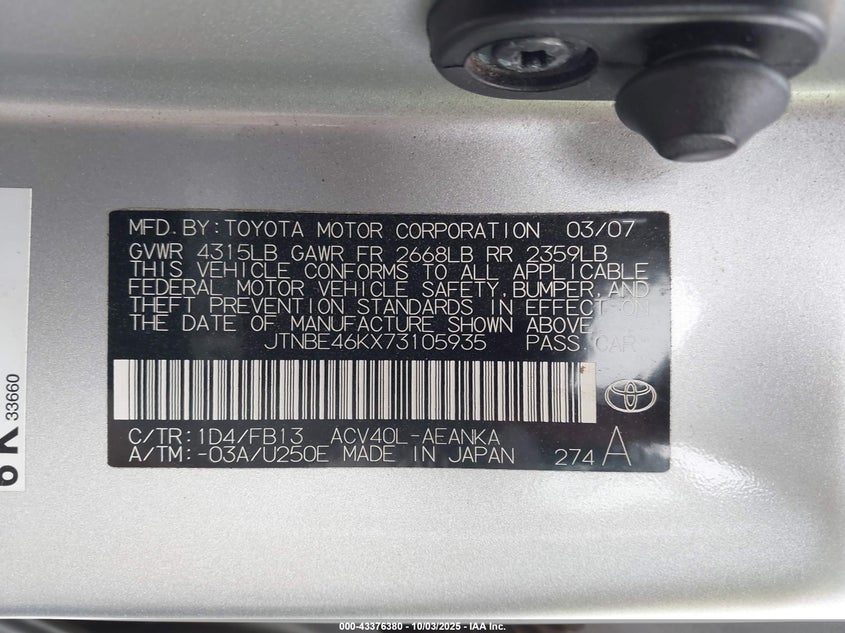 MFD. BY: TOYOTA MOTOR CORPORATION 03/07
GVWR 4315LB GAWR FR 2668LB RR 2359LB
THIS VEHICLE CONFORMS TO ALL APPLICABLE
FEDERAL MOTOR VEHICLE SAFETY, BUMPER, AND
THEFT PREVENTION STANDARDS IN EFFECT ON
THE DATE OF MANUFACTURE SHOWN ABOVE.
JTNBE46KX73105935 PASS. CAR
C/TR: 1D4/FB13 ACV40L-AEANKA
A/TM: -03A/U250E MADE IN JAPAN 274 A
33660
000-43376380 - 10/03/2025 - IAA Inc.